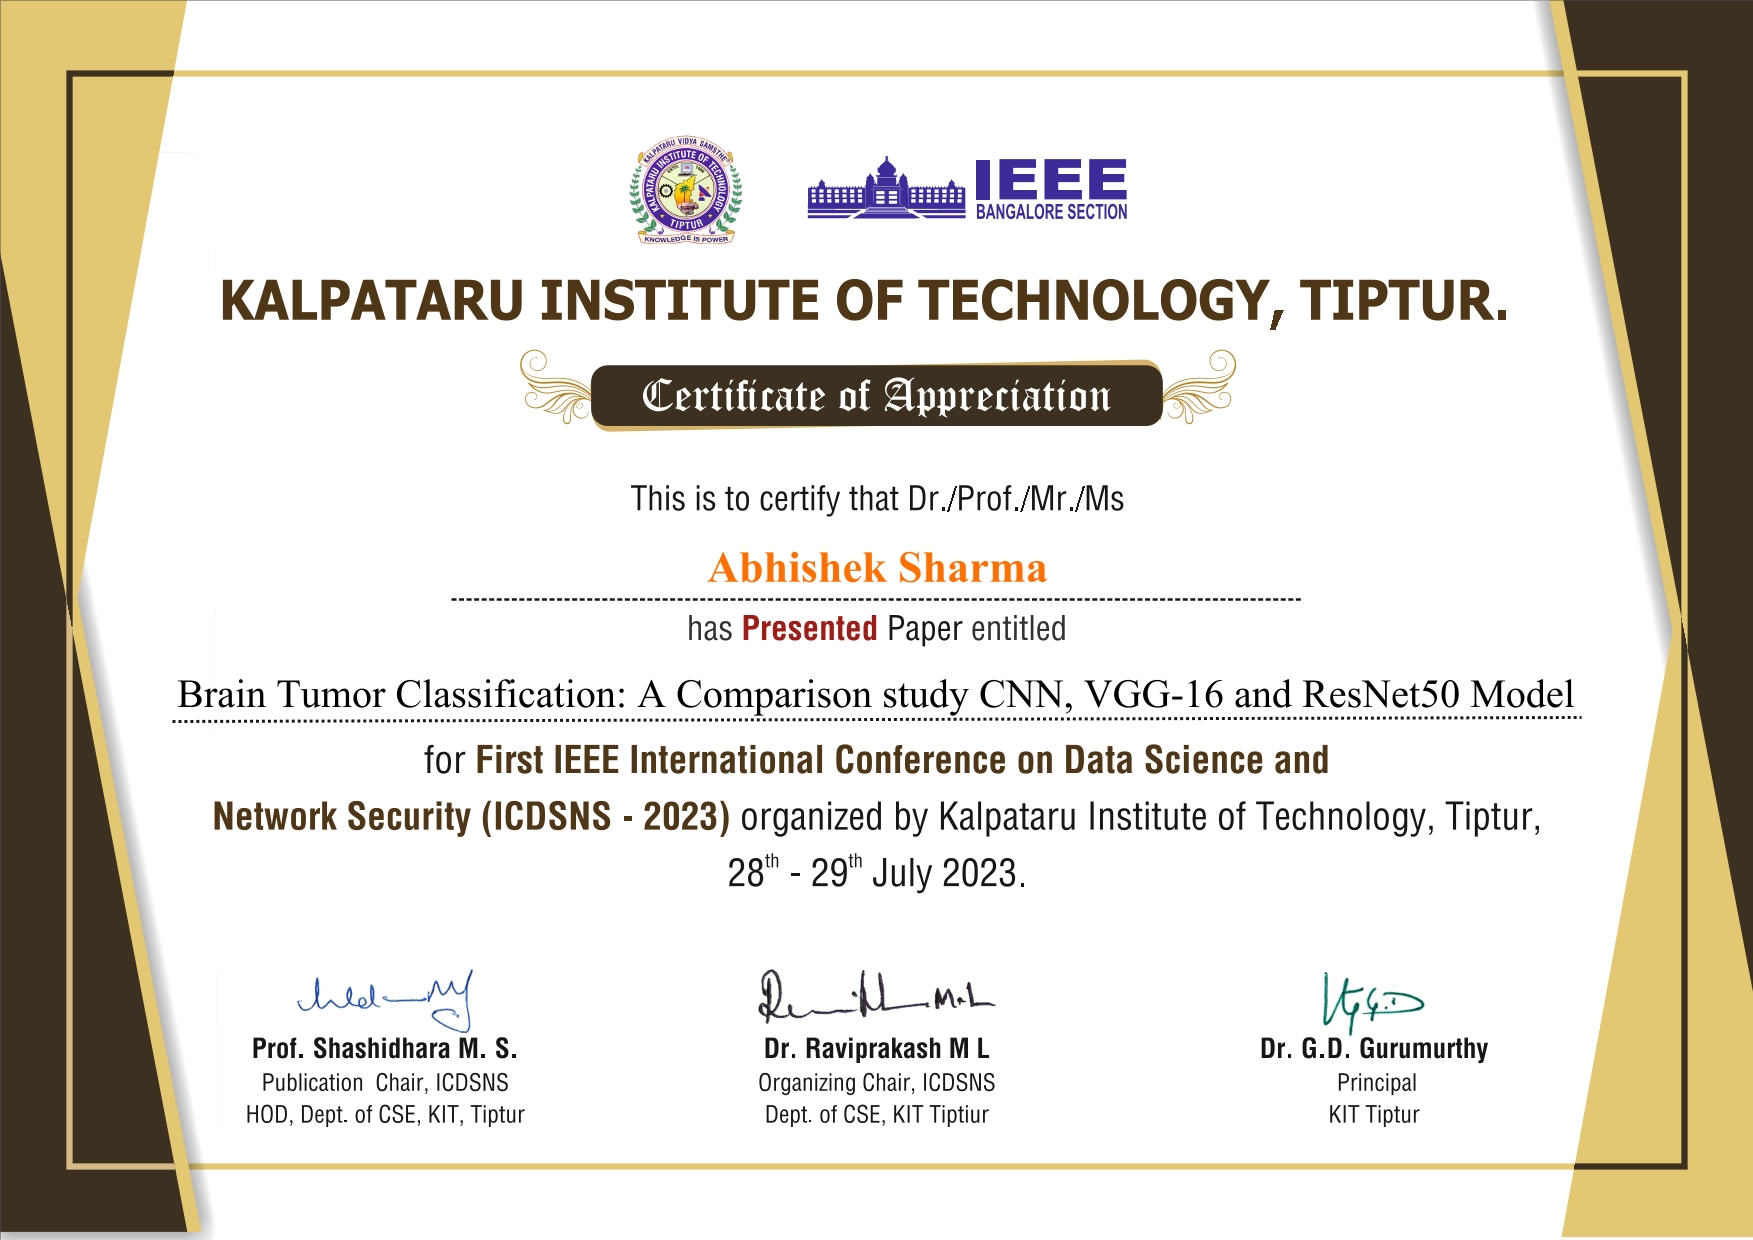 KALPATARU VIDYA SAMSTHE
KALPATARU INSTITUTE OF TECHNOLOGY
TIPTUR
KNOWLEDGE IS POWER
IEEE
BANGALORE SECTION
KALPATARU INSTITUTE OF TECHNOLOGY, TIPTUR.
Certificate of Appreciation
This is to certify that Dr./Prof./Mr./Ms
Abhishek Sharma
has Presented Paper entitled
Brain Tumor Classification: A Comparison study CNN, VGG-16 and ResNet50 Model
for First IEEE International Conference on Data Science and
Network Security (ICDSNS - 2023) organized by Kalpataru Institute of Technology, Tiptur,
28th - 29th July 2023.
Prof. Shashidhara M. S.
Publication Chair, ICDSNS
HOD, Dept. of CSE, KIT, Tiptur
Dr. Raviprakash M L
Organizing Chair, ICDSNS
Dept. of CSE, KIT Tiptiur
Dr. G.D. Gurumurthy
Principal
KIT Tiptur